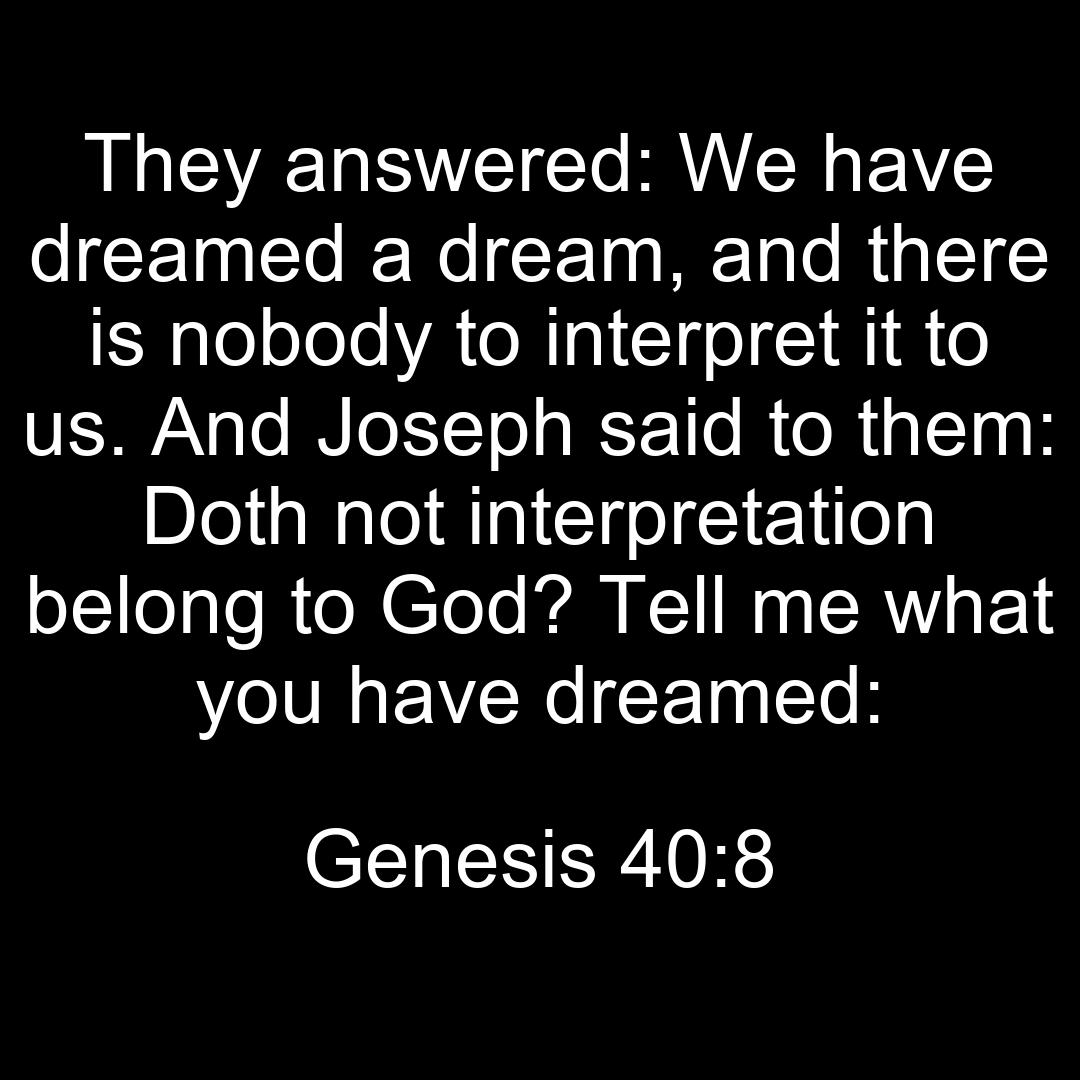 They answered: We have
dreamed a dream, and there
is nobody to interpret it to
us. And Joseph said to them:
Doth not interpretation
belong to God? Tell me what
you have dreamed:
Genesis 40:8